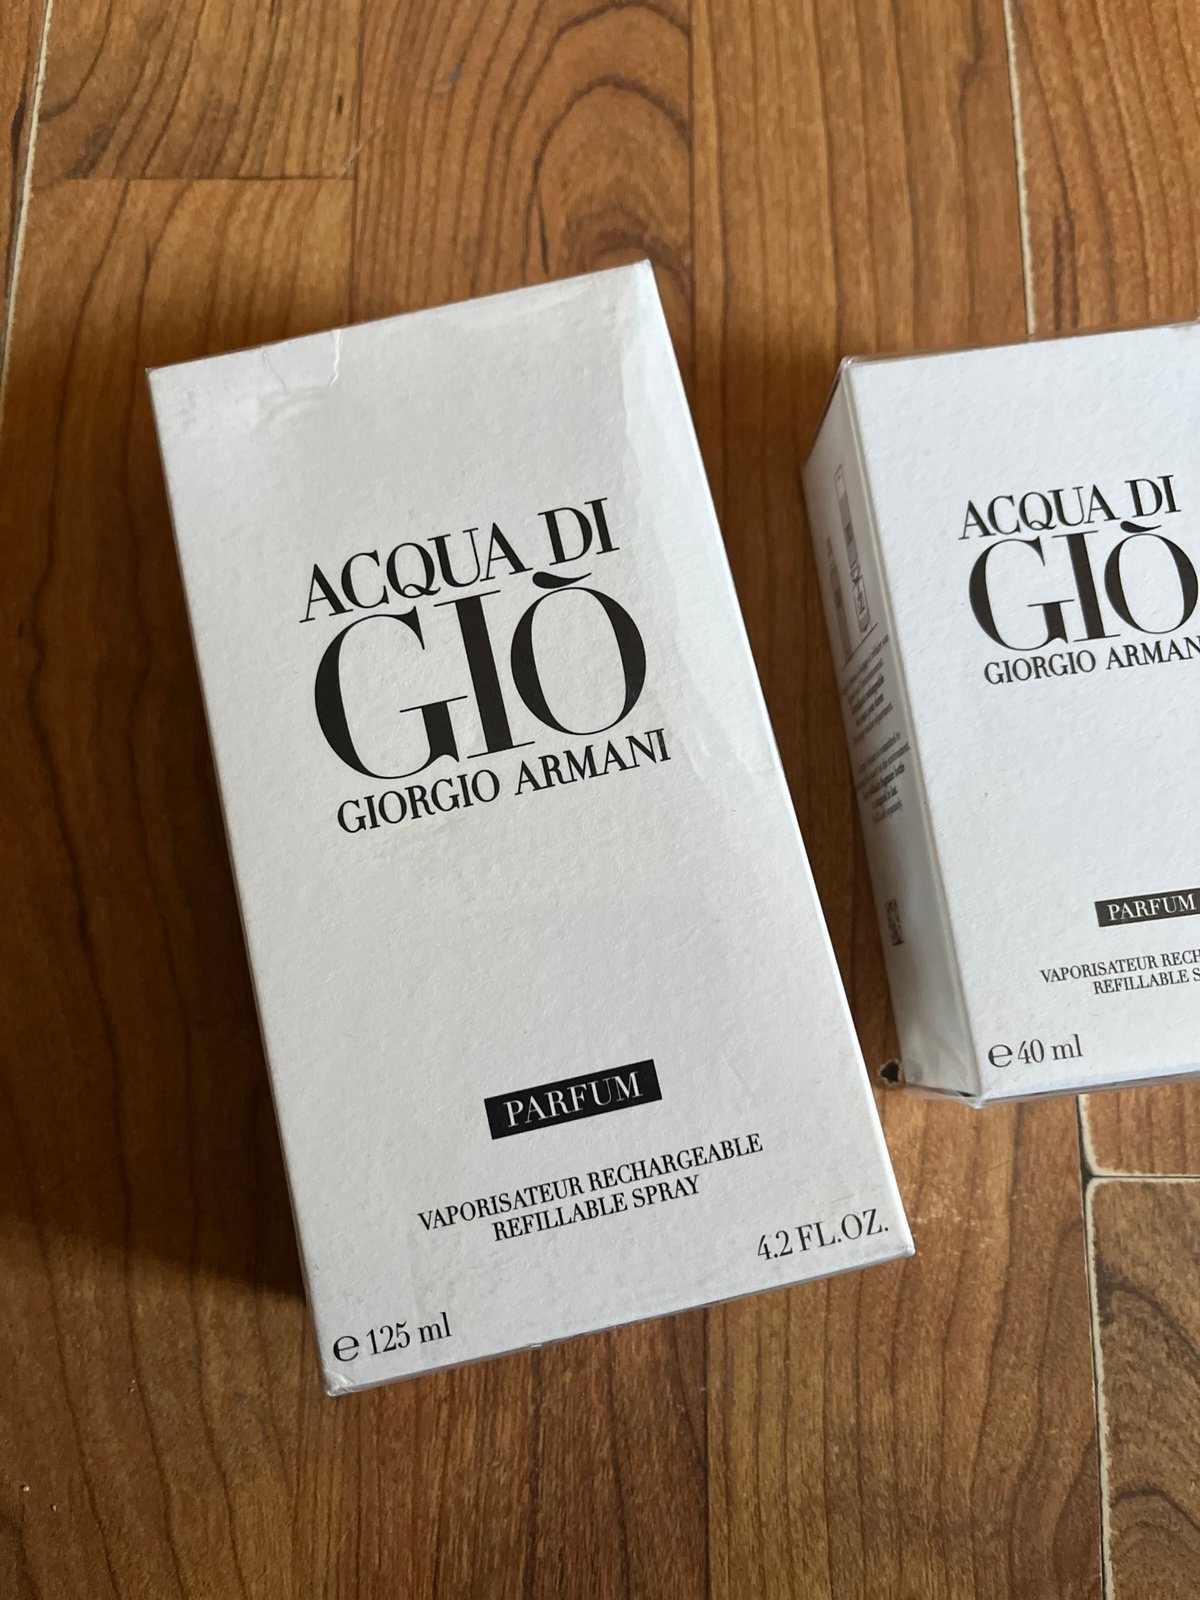 ACQUA DI
GIÒ
GIORGIO ARMANI
PARFUM
VAPORISATEUR RECHARGEABLE
REFILLABLE SPRAY
4.2 FL.OZ.
℮ 125 ml
ACQUA DI
GIÒ
GIORGIO ARMAN
PARFUM
VAPORISATEUR RECH
REFILLABLE S
℮ 40 ml